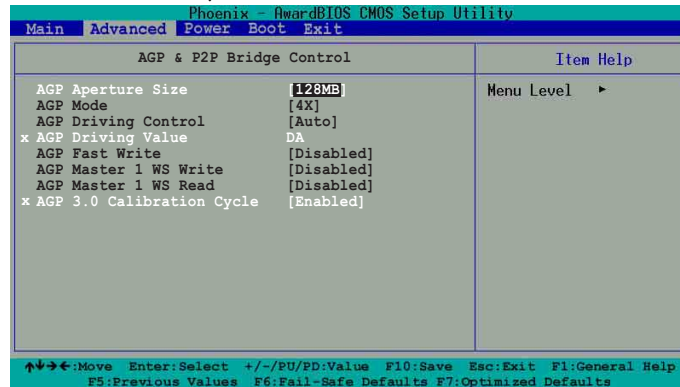 Phoenix - AwardBIOS CMOS Setup Utility
Main Advanced Power Boot Exit
AGP & P2P Bridge Control
Item Help
AGP Aperture Size [128MB]
Menu Level ▸
AGP Mode [4X]
AGP Driving Control [Auto]
x AGP Driving Value DA
AGP Fast Write [Disabled]
AGP Master 1 WS Write [Disabled]
AGP Master 1 WS Read [Disabled]
x AGP 3.0 Calibration Cycle [Enabled]
↑↓→←:Move Enter:Select +/-/PU/PD:Value F10:Save Esc:Exit F1:General Help
F5:Previous Values F6:Fail-Safe Defaults F7:Optimized Defaults